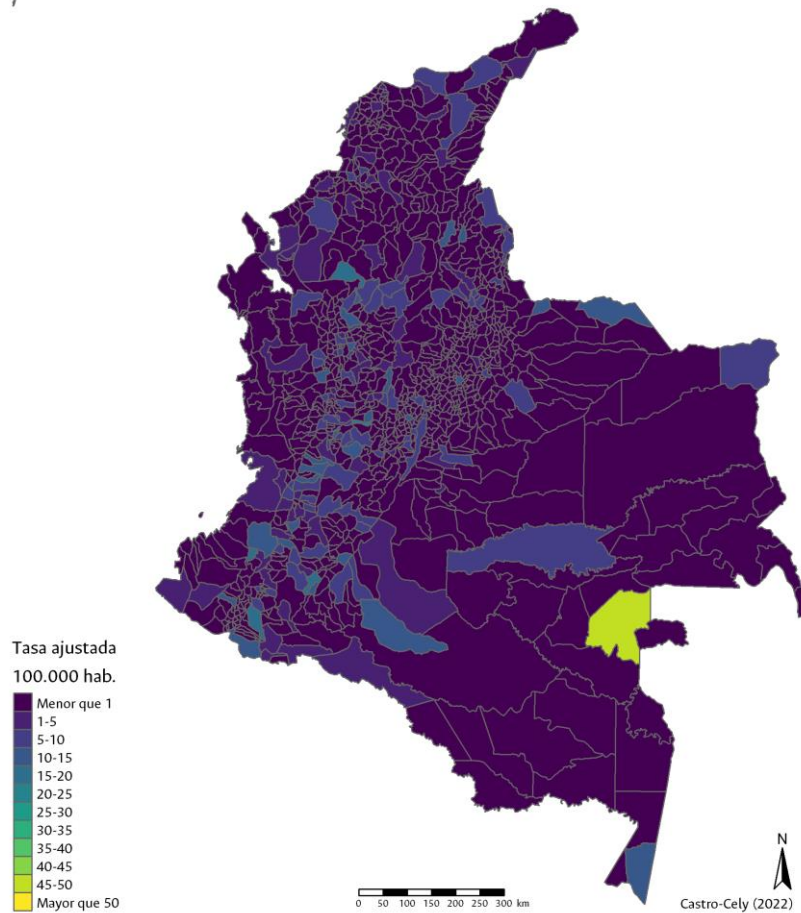 Tasa ajustada
100.000 hab.
Menor que 1
1-5
5-10
10-15
15-20
20-25
25-30
30-35
35-40
40-45
45-50
Mayor que 50
0 50 100 150 200 250 300 km
N
Castro-Cely (2022)